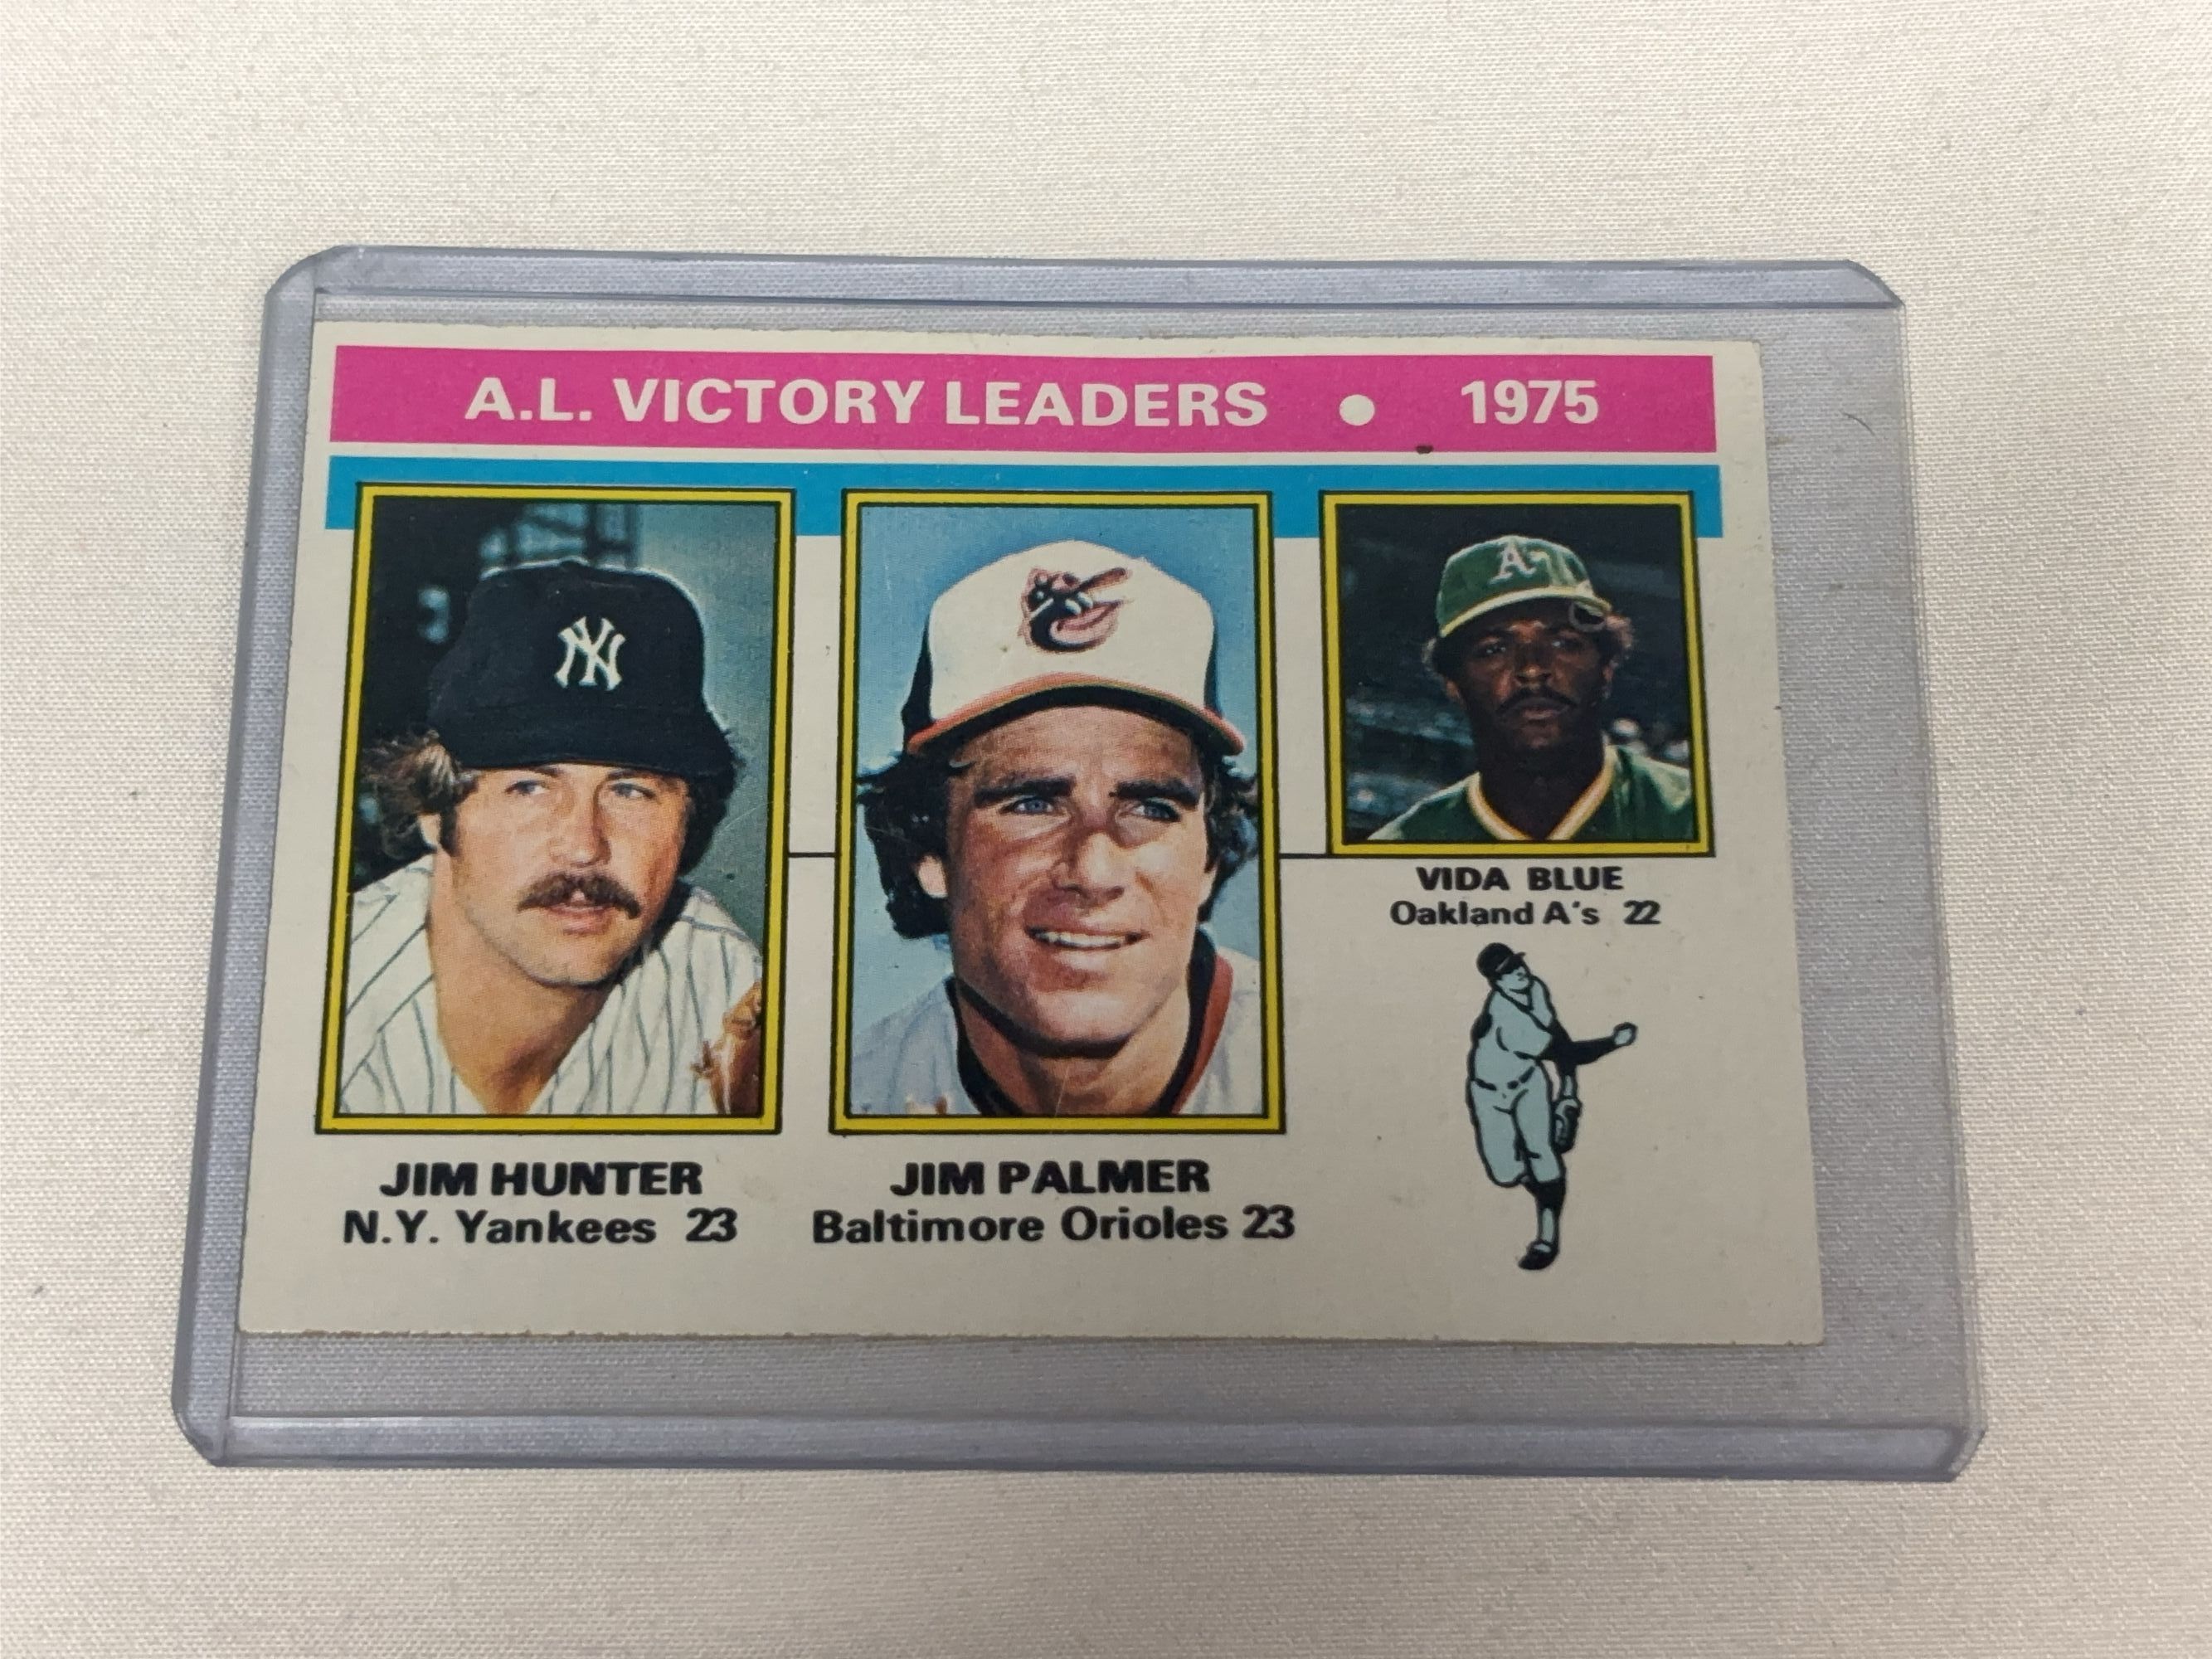 A.L. VICTORY LEADERS • 1975
NY
A's
JIM HUNTER
N.Y. Yankees 23
JIM PALMER
Baltimore Orioles 23
VIDA BLUE
Oakland A's 22